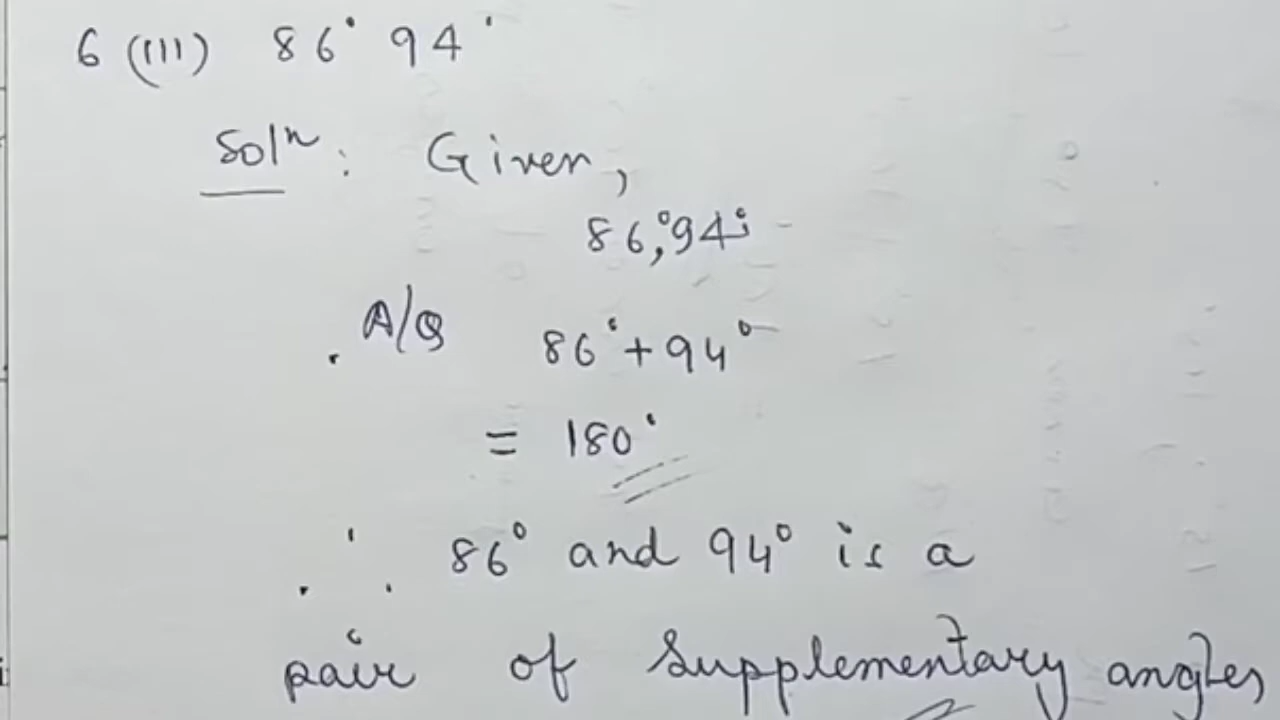 6 (III) 86° 94°
Solⁿ: Given,
86°, 94°
A/Q 86° + 94°
= 180°
∴ 86° and 94° is a
pair of supplementary angles